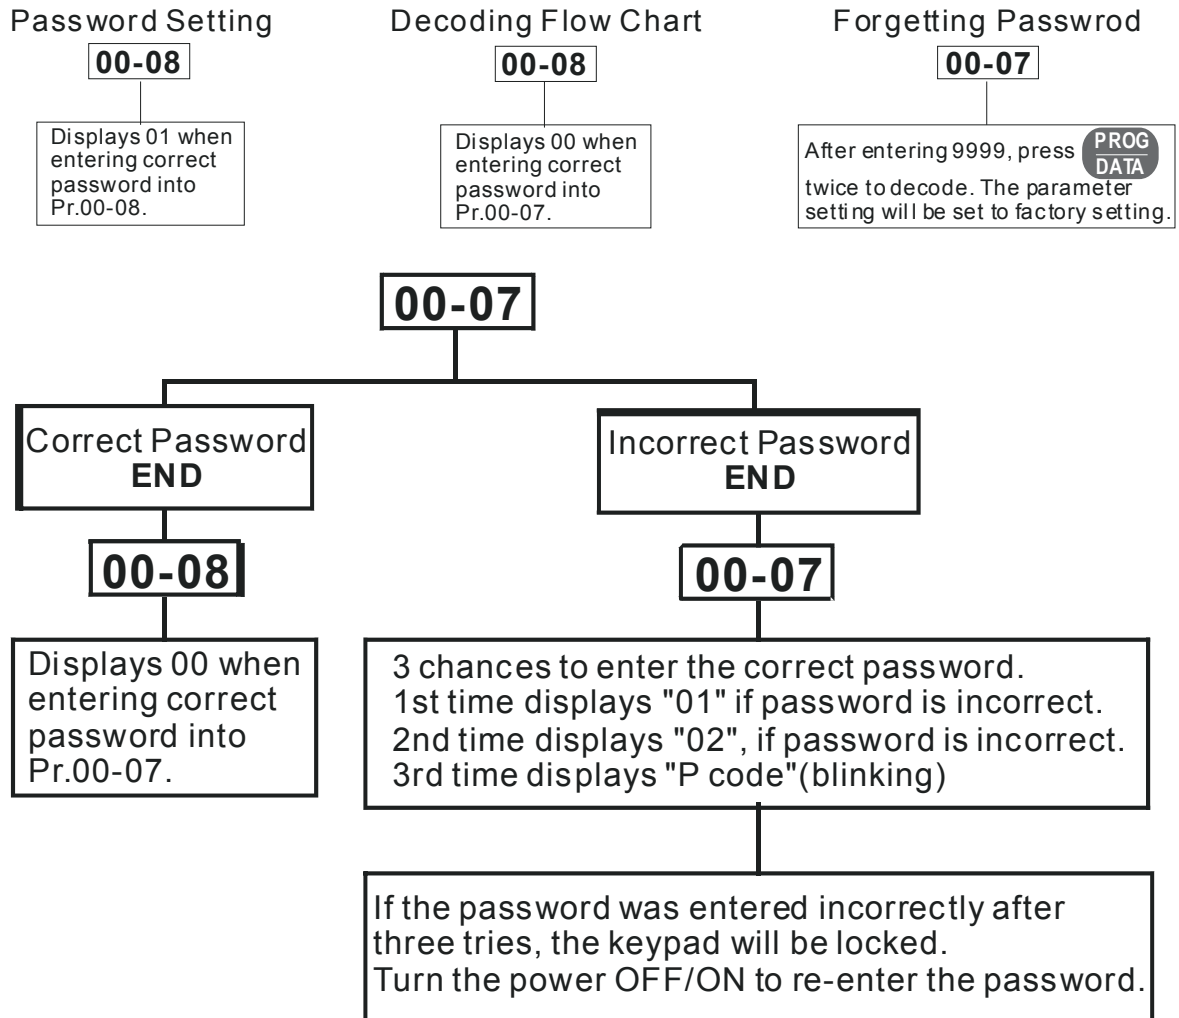 Password Setting
Decoding Flow Chart
Forgetting Passwrod
00-08
00-08
00-07
Displays 01 when
entering correct
password into
Pr.00-08.
Displays 00 when
entering correct
password into
Pr.00-07.
After entering 9999, press PROG
DATA
twice to decode. The parameter
setting will be set to factory setting.
00-07
Correct Password
END
Incorrect Password
END
00-08
00-07
Displays 00 when
entering correct
password into
Pr.00-07.
3 chances to enter the correct password.
1st time displays "01" if password is incorrect.
2nd time displays "02", if password is incorrect.
3rd time displays "P code"(blinking)
If the password was entered incorrectly after
three tries, the keypad will be locked.
Turn the power OFF/ON to re-enter the password.